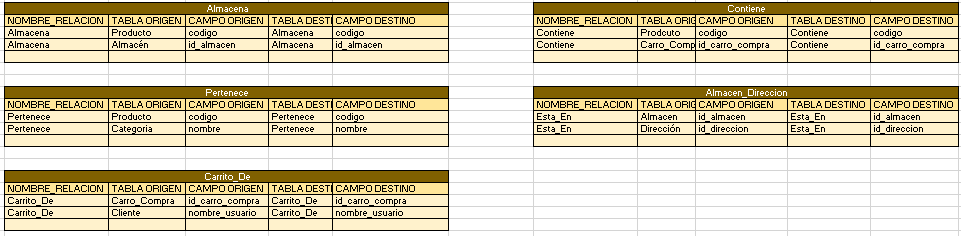 Almacena
NOMBRE_RELACION TABLA ORIGEN CAMPO ORIGEN TABLA DESTI CAMPO DESTINO
Almacena Producto codigo Almacena codigo
Almacena Almacén id_almacen Almacena id_almacen
Contiene
NOMBRE_RELACION TABLA ORIG CAMPO ORIGEN TABLA DESTINO CAMPO DESTINO
Contiene Prodcuto codigo Contiene codigo
Contiene Carro_Comp id_carro_compra Contiene id_carro_compra
Pertenece
NOMBRE_RELACION TABLA ORIGEN CAMPO ORIGEN TABLA DESTI CAMPO DESTINO
Pertenece Producto codigo Pertenece codigo
Pertenece Categoria nombre Pertenece nombre
Almacen_Direccion
NOMBRE_RELACION TABLA ORIG CAMPO ORIGEN TABLA DESTINO CAMPO DESTINO
Esta_En Almacen id_almacen Esta_En id_almacen
Esta_En Dirección id_direccion Esta_En id_direccion
Carrito_De
NOMBRE_RELACION TABLA ORIGEN CAMPO ORIGEN TABLA DESTI CAMPO DESTINO
Carrito_De Carro_Compra id_carro_compra Carrito_De id_carro_compra
Carrito_De Cliente nombre_usuario Carrito_De nombre_usuario